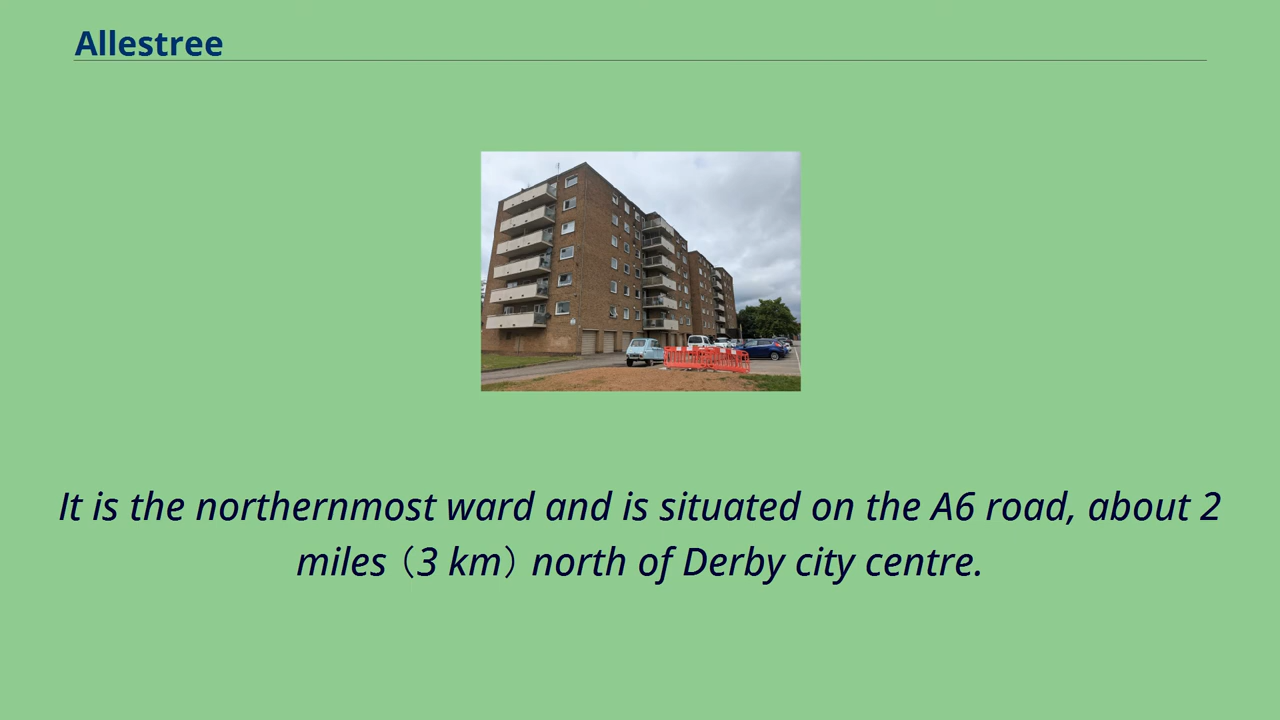 Allestree
It is the northernmost ward and is situated on the A6 road, about 2
miles（3 km）north of Derby city centre.